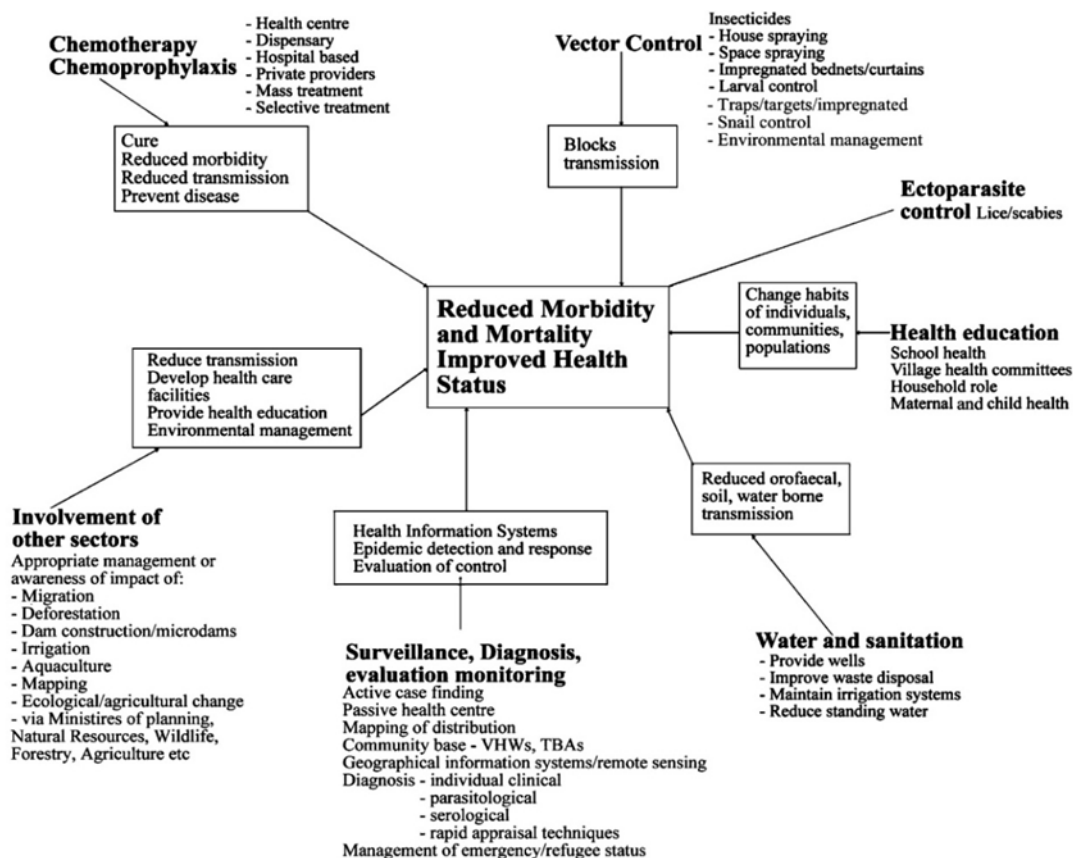 Chemotherapy
Chemoprophylaxis
- Health centre
- Dispensary
- Hospital based
- Private providers
- Mass treatment
- Selective treatment
Cure
Reduced morbidity
Reduced transmission
Prevent disease
Vector Control
Insecticides
- House spraying
- Space spraying
- Impregnated bednets/curtains
- Larval control
- Traps/targets/impregnated
- Snail control
- Environmental management
Blocks
transmission
Ectoparasite
control Lice/scabies
Reduced Morbidity
and Mortality
Improved Health
Status
Change habits
of individuals,
communities,
populations
Health education
School health
Village health committees
Household role
Maternal and child health
Reduce transmission
Develop health care
facilities
Provide health education
Environmental management
Involvement of
other sectors
Appropriate management or
awareness of impact of:
- Migration
- Deforestation
- Dam construction/microdams
- Irrigation
- Aquaculture
- Mapping
- Ecological/agricultural change
- via Ministires of planning,
Natural Resources, Wildlife,
Forestry, Agriculture etc
Health Information Systems
Epidemic detection and response
Evaluation of control
Surveillance, Diagnosis,
evaluation monitoring
Active case finding
Passive health centre
Mapping of distribution
Community base - VHWs, TBAs
Geographical information systems/remote sensing
Diagnosis - individual clinical
- parasitological
- serological
- rapid appraisal techniques
Management of emergency/refugee status
Reduced orofaecal,
soil, water borne
transmission
Water and sanitation
- Provide wells
- Improve waste disposal
- Maintain irrigation systems
- Reduce standing water